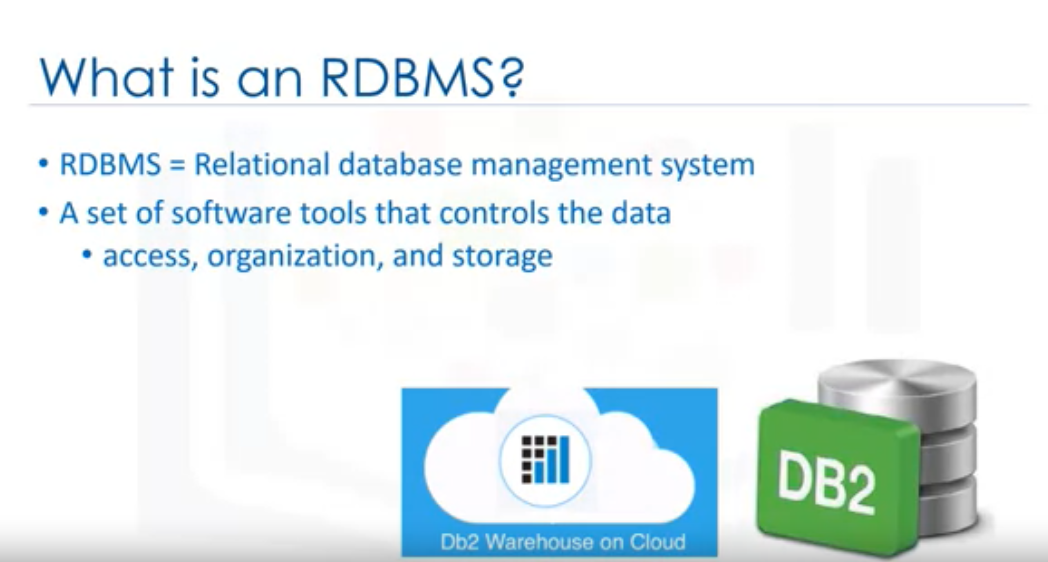 What is an RDBMS?
• RDBMS = Relational database management system
• A set of software tools that controls the data
• access, organization, and storage
Db2 Warehouse on Cloud
DB2